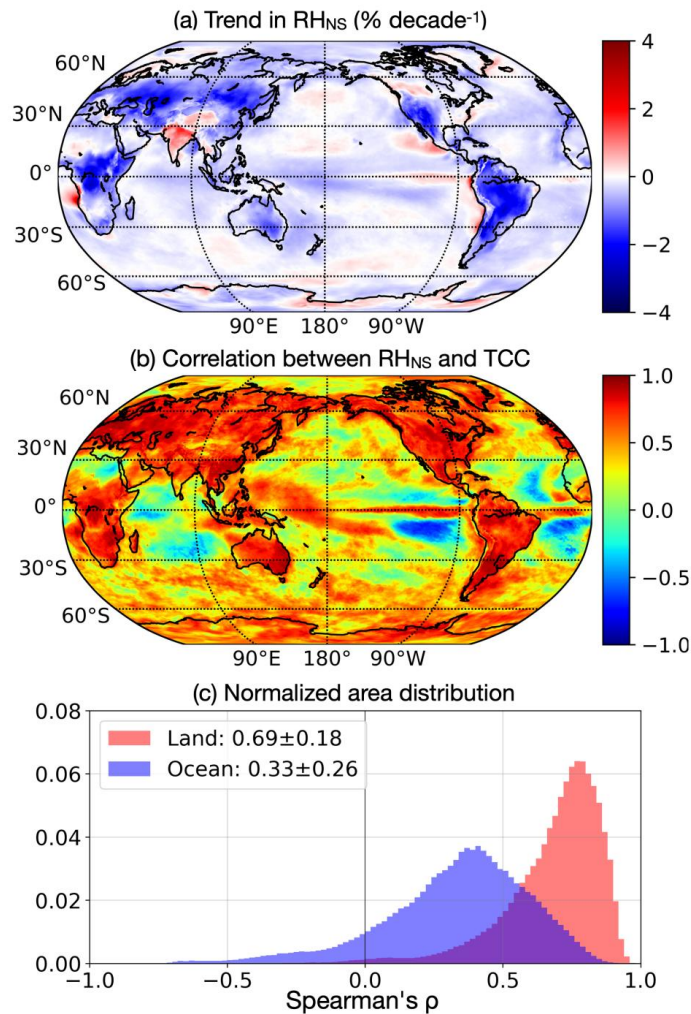 (a) Trend in RHNS (% decade-1)
60°N
30°N
0°
30°S
60°S
90°E 180° 90°W
4
2
0
−2
−4
(b) Correlation between RHNS and TCC
60°N
30°N
0°
30°S
60°S
90°E 180° 90°W
1.0
0.5
0.0
−0.5
−1.0
(c) Normalized area distribution
0.08
0.06
0.04
0.02
0.00
Land: 0.69±0.18
Ocean: 0.33±0.26
−1.0 −0.5 0.0 0.5 1.0
Spearman's ρ